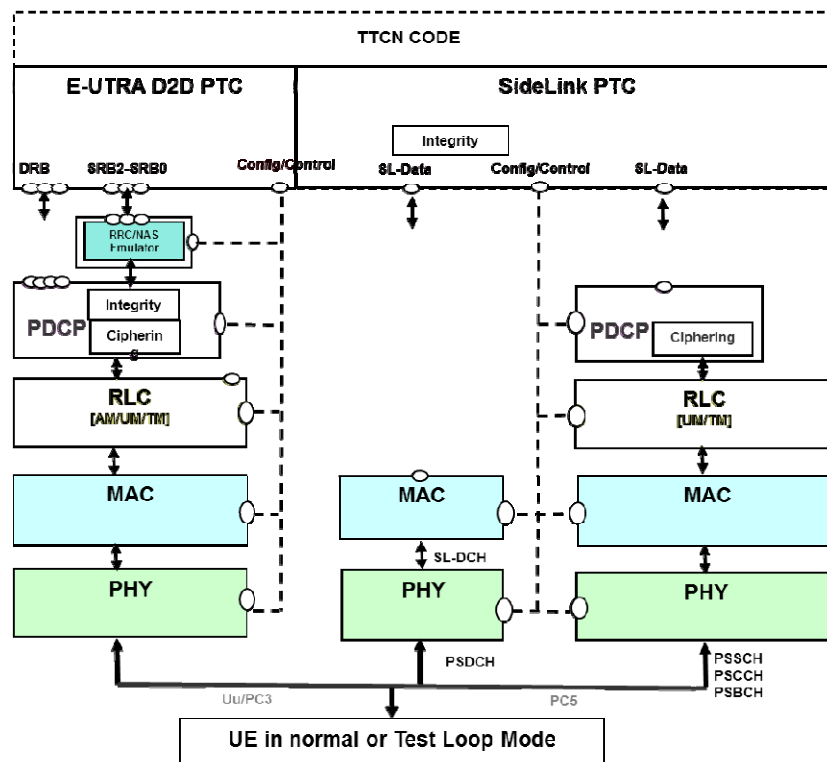 TTCN CODE
E-UTRA D2D PTC
SideLink PTC
Integrity
DRB
SRB2-SRB0
Config/Control
SL-Data
Config/Control
SL-Data
RRC/NAS
Emulator
PDCP
Integrity
Cipherin
g
PDCP
Ciphering
RLC
[AM/UM/TM]
RLC
[UM/TM]
MAC
MAC
MAC
SL-DCH
PHY
PHY
PHY
PSDCH
PSSCH
PSCCH
PSBCH
Uu/PC3
PC5
UE in normal or Test Loop Mode